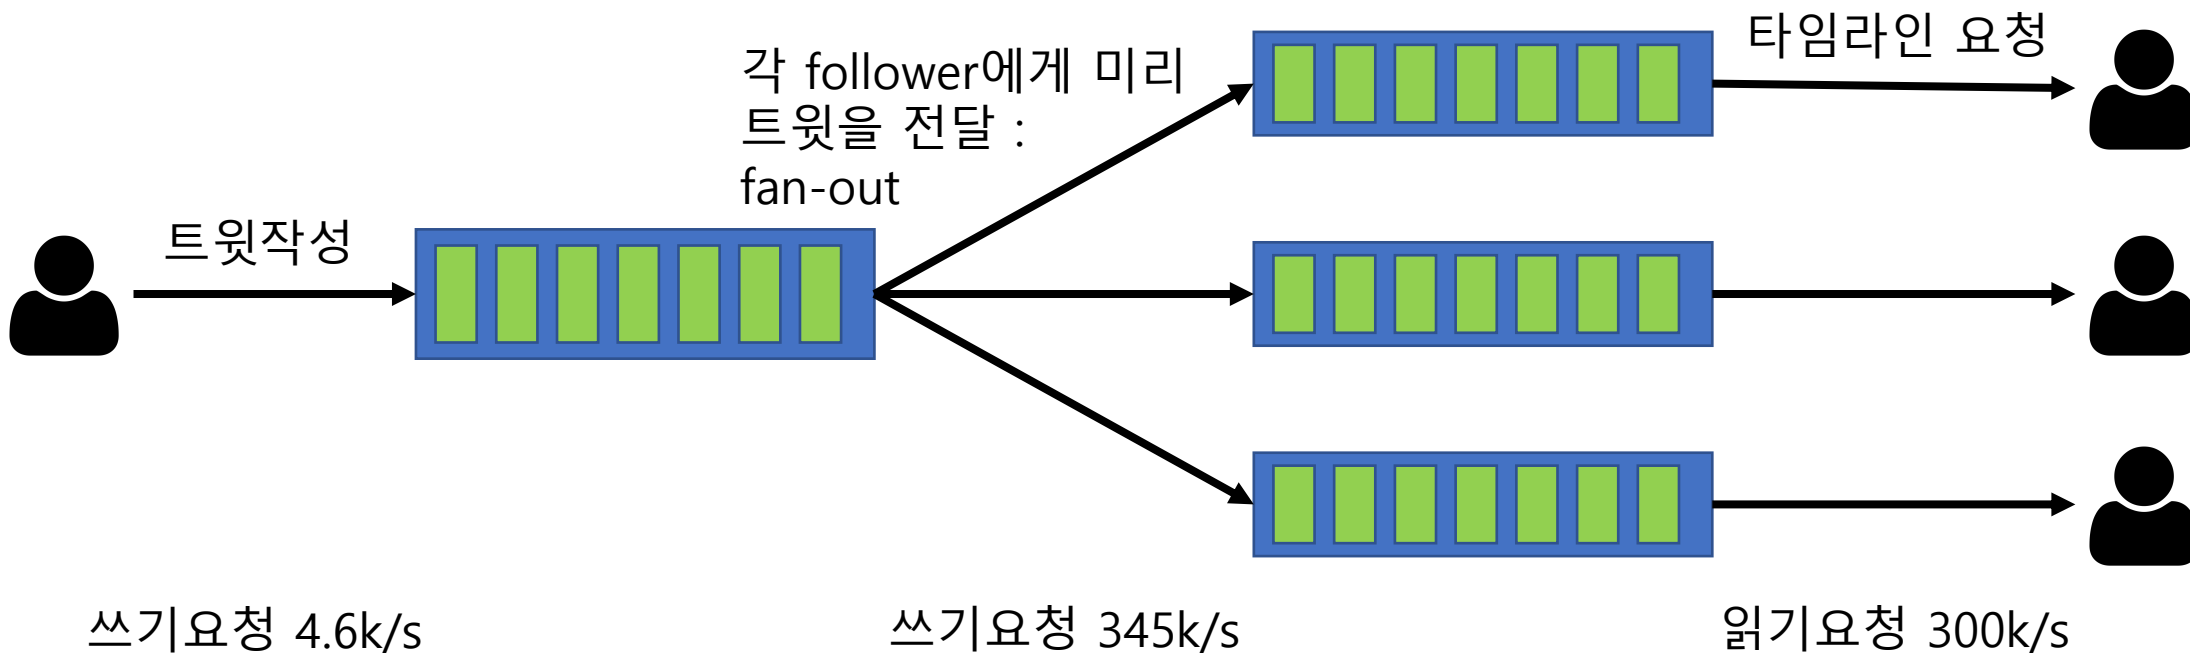 각 follower에게 미리
트윗을 전달 :
fan-out
타임라인 요청
트윗작성
쓰기요청 4.6k/s
쓰기요청 345k/s
읽기요청 300k/s